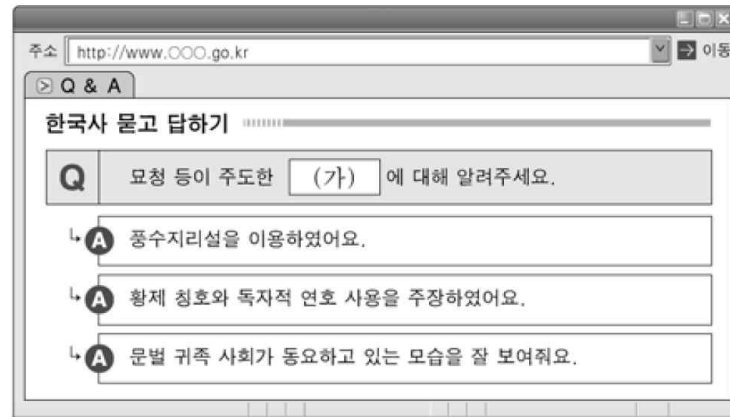 주소 http://www.○○○.go.kr 이동
Q & A
한국사 묻고 답하기
Q 묘청 등이 주도한 (가) 에 대해 알려주세요.
A 풍수지리설을 이용하였어요.
A 황제 칭호와 독자적 연호 사용을 주장하였어요.
A 문벌 귀족 사회가 동요하고 있는 모습을 잘 보여줘요.